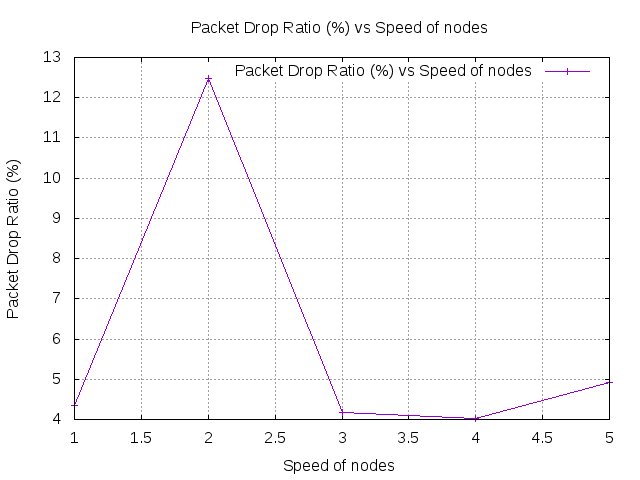 Packet Drop Ratio (%) vs Speed of nodes
Packet Drop Ratio (%) vs Speed of nodes
Packet Drop Ratio (%)
13
12
11
10
9
8
7
6
5
4
1 1.5 2 2.5 3 3.5 4 4.5 5
Speed of nodes